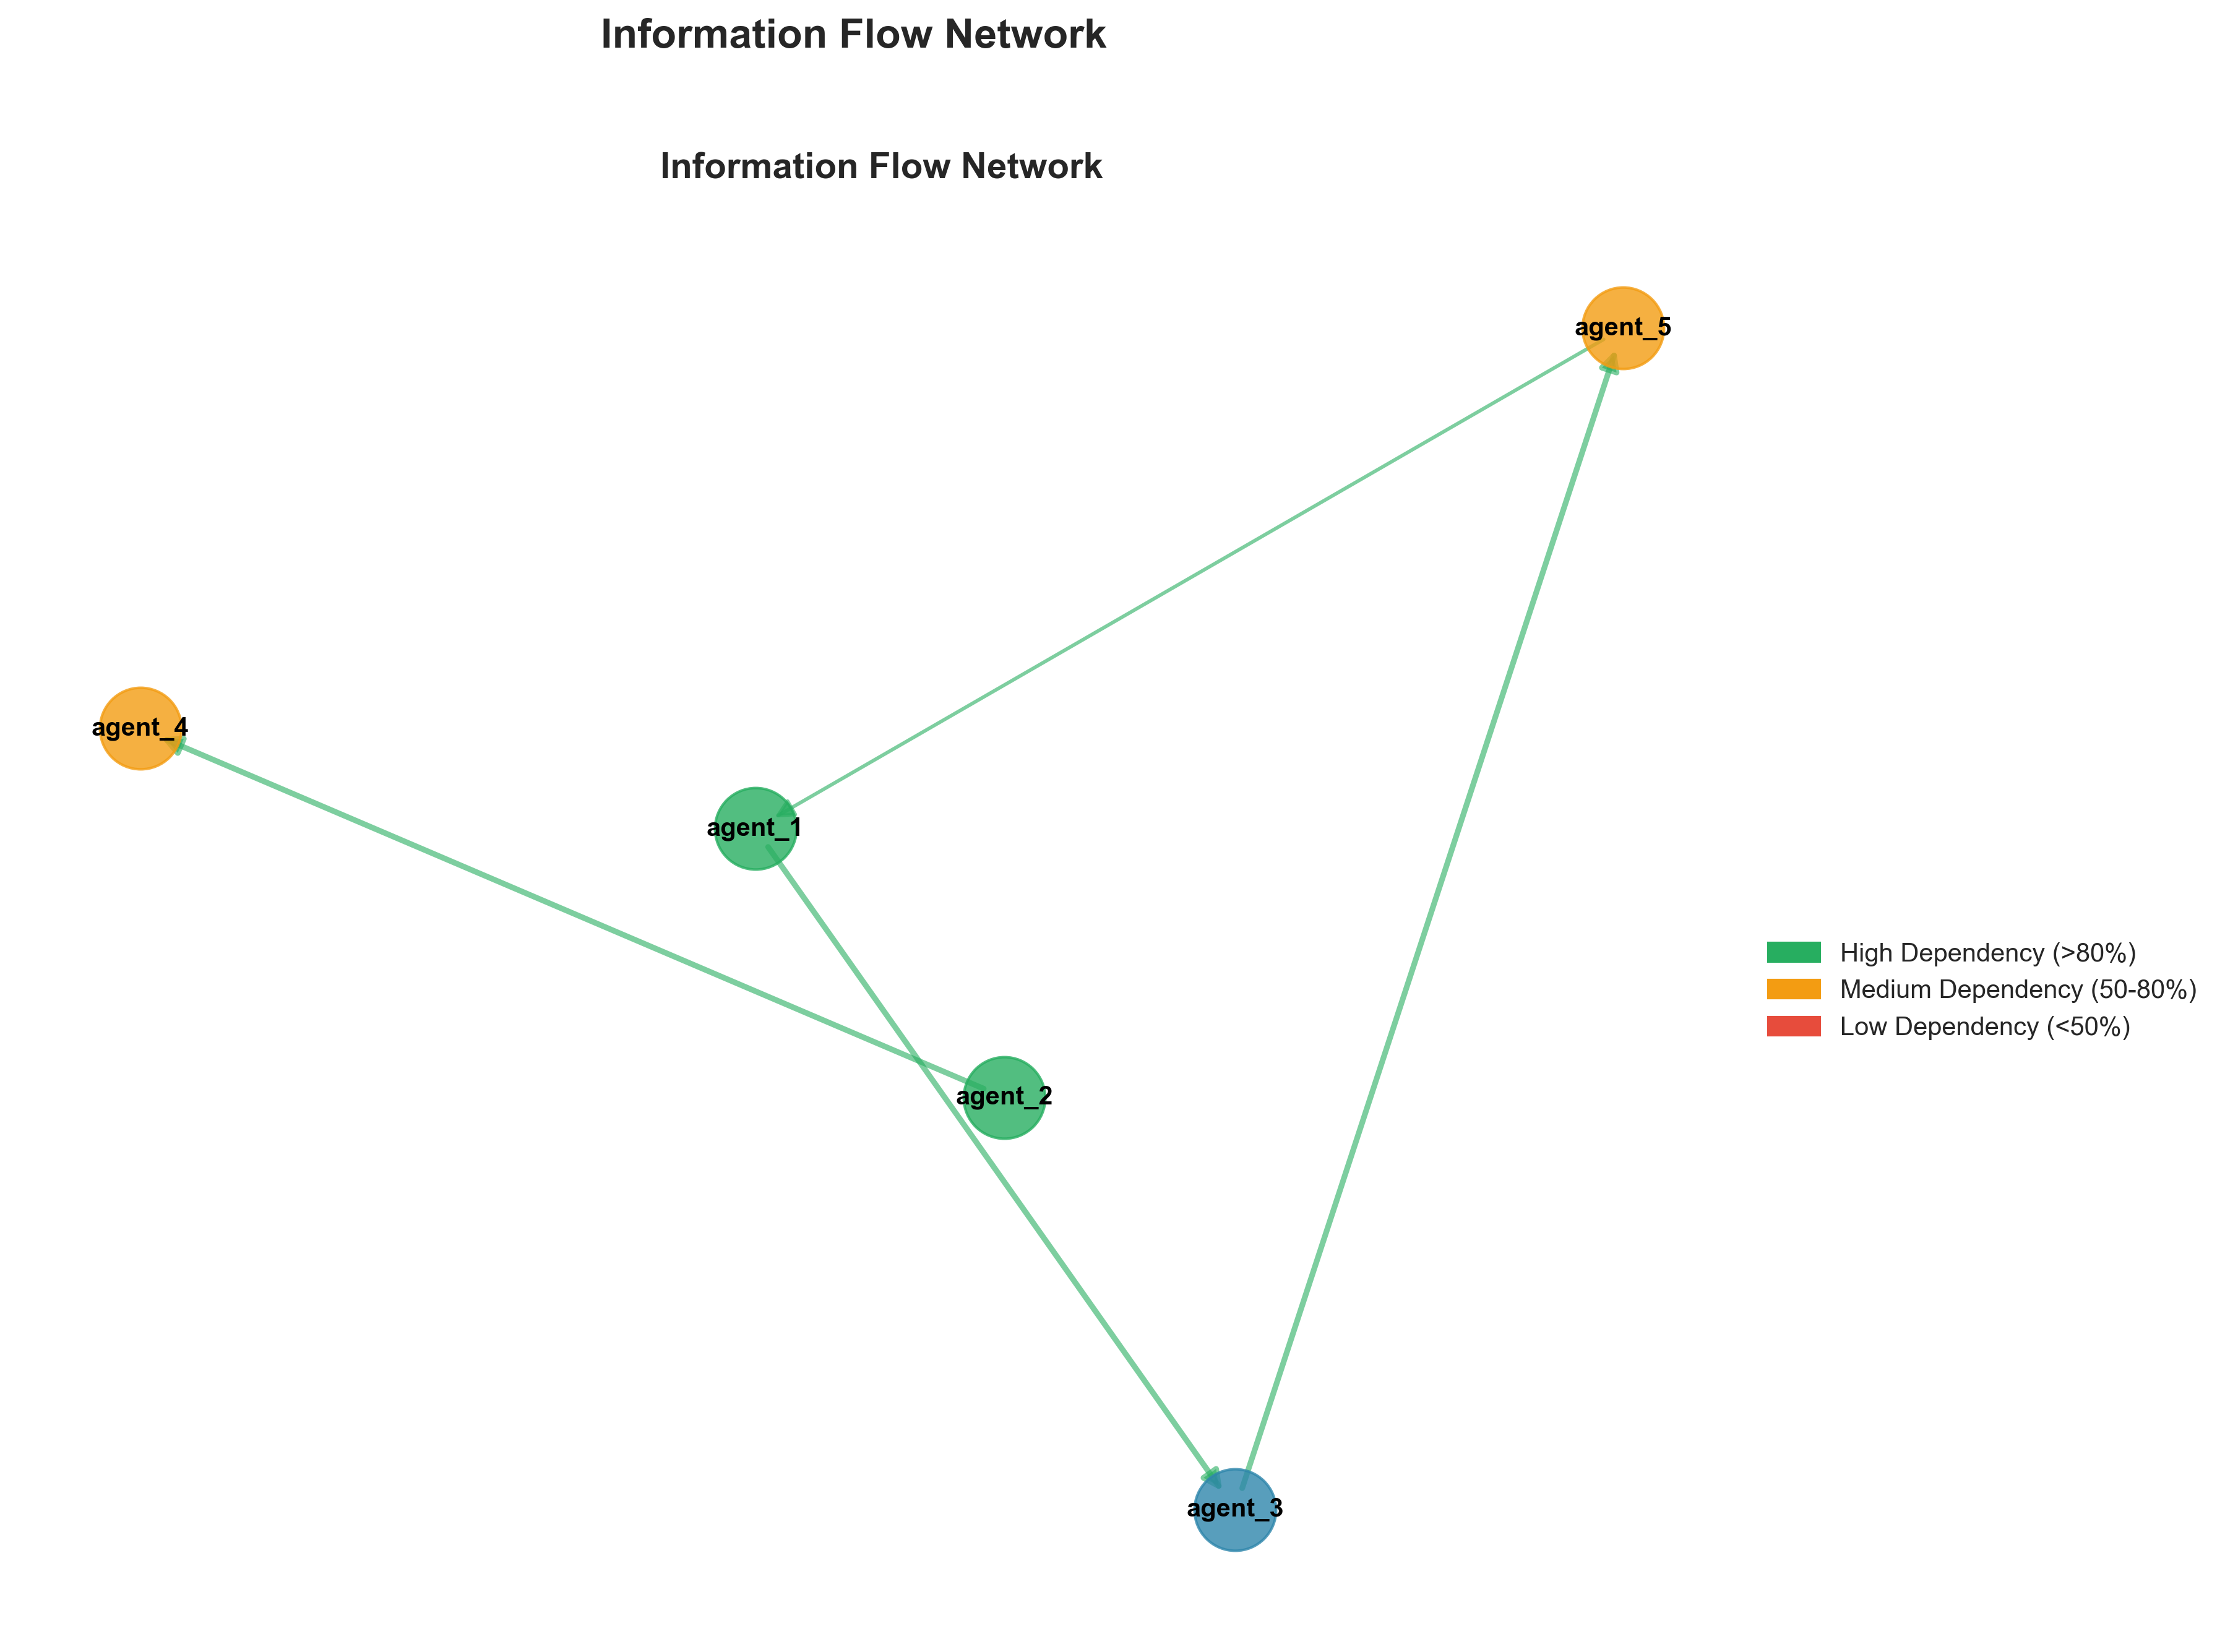 Information Flow Network
Information Flow Network
agent_5
agent_4
agent_1
agent_2
agent_3
High Dependency (>80%)
Medium Dependency (50-80%)
Low Dependency (<50%)